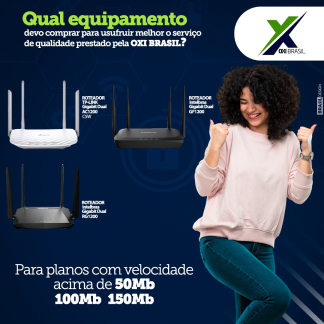 Qual equipamento
devo comprar para usufruir melhor o serviço
de qualidade prestado pela OXI BRASIL?
OXI BRASIL
ROTEADOR
TP-LINK
Gigabit Dual
AC1200
C5W
ROTEADOR
Intelbras
Gigabit Dual
GF1200
ROTEADOR
Intelbras
Gigabit Dual
RG1200
Para planos com velocidade
acima de 50Mb
100Mb 150Mb